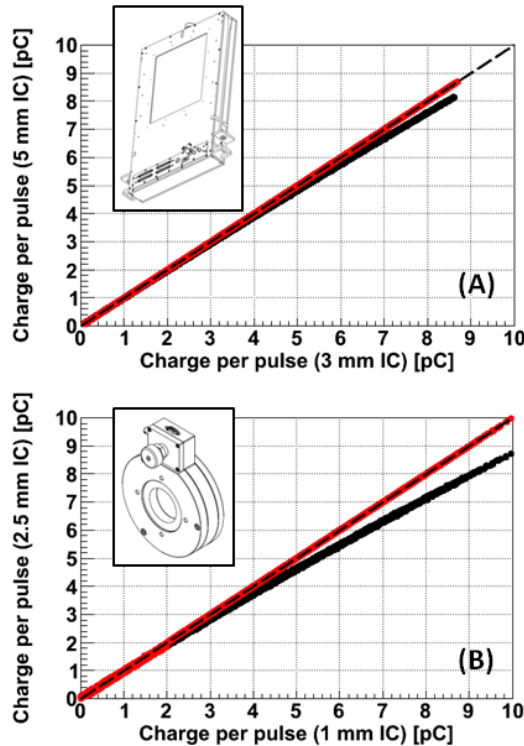 Charge per pulse (5 mm IC) [pC]
10
9
8
7
6
5
4
3
2
1
0
(A)
0 1 2 3 4 5 6 7 8 9 10
Charge per pulse (3 mm IC) [pC]
Charge per pulse (2.5 mm IC) [pC]
10
9
8
7
6
5
4
3
2
1
0
(B)
0 1 2 3 4 5 6 7 8 9 10
Charge per pulse (1 mm IC) [pC]